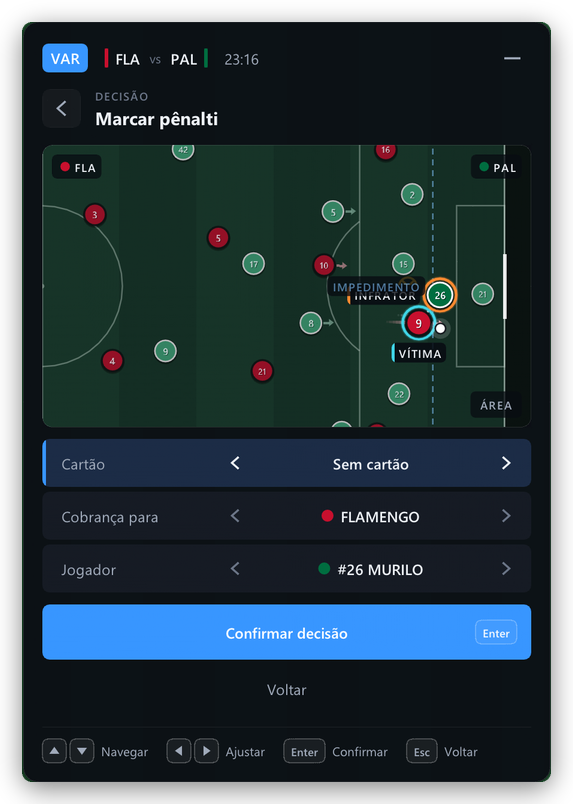 VAR FLA vs PAL 23:16
DECISÃO
Marcar pênalti
FLA
PAL
42
16
2
3
5
5
17
10
15
IMPEDIMENTO
INFRATOR
26
21
8
9
VÍTIMA
9
4
21
22
ÁREA
Cartão Sem cartão
Cobrança para FLAMENGO
Jogador #26 MURILO
Confirmar decisão Enter
Voltar
Navegar Ajustar Enter Confirmar Esc Voltar